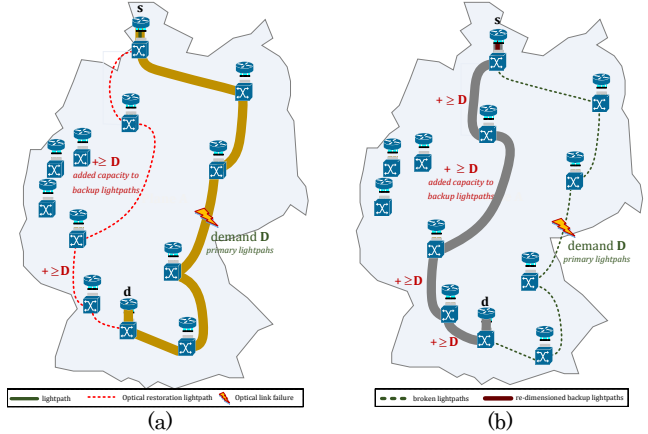 s
+ ≥ D
added capacity to
backup lightpaths
demand D
primary lightpahs
+ ≥ D
d
lightpath
Optical restoration lightpath
Optical link failure
(a)
s
+ ≥ D
+ ≥ D
added capacity to
backup lightpaths
demand D
primary lightpahs
+ ≥ D
d
+ ≥ D
broken lightpaths
re-dimensioned backup lightpaths
(b)